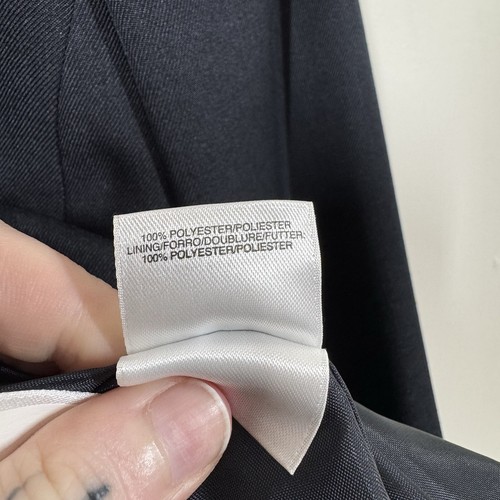 100% POLYESTER/POLIESTER
LINING/FORRO/DOUBLURE/FUTTER:
100% POLYESTER/POLIESTER